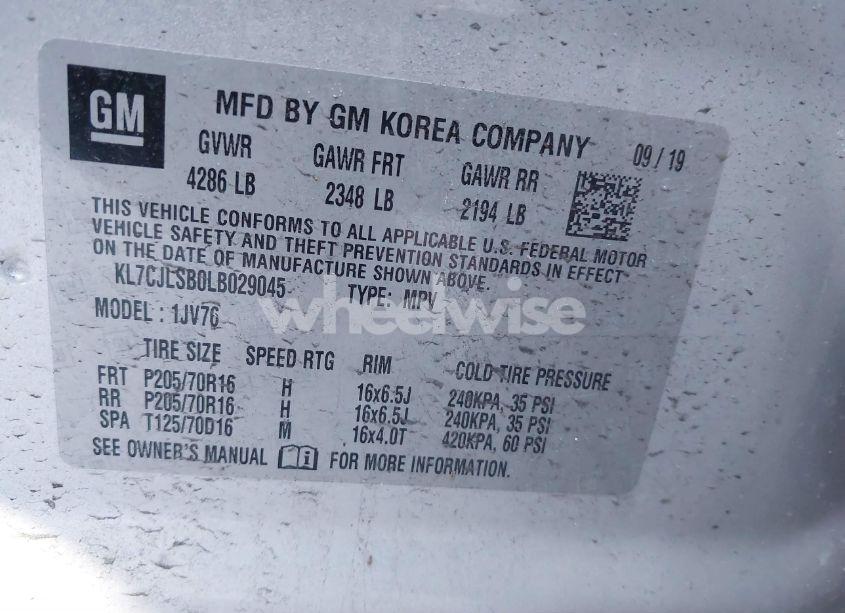 GM
MFD BY GM KOREA COMPANY 09 / 19
GVWR GAWR FRT GAWR RR
4286 LB 2348 LB 2194 LB
THIS VEHICLE CONFORMS TO ALL APPLICABLE U.S. FEDERAL MOTOR
VEHICLE SAFETY AND THEFT PREVENTION STANDARDS IN EFFECT
ON THE DATE OF MANUFACTURE SHOWN ABOVE.
KL7CJLSB0LB029045 TYPE: MPV
MODEL : 1JV76
wheelwise
TIRE SIZE SPEED RTG RIM COLD TIRE PRESSURE
FRT P205/70R16 H 16x6.5J 240KPA, 35 PSI
RR P205/70R16 H 16x6.5J 240KPA, 35 PSI
SPA T125/70D16 M 16x4.0T 420KPA, 60 PSI
SEE OWNER'S MANUAL FOR MORE INFORMATION.